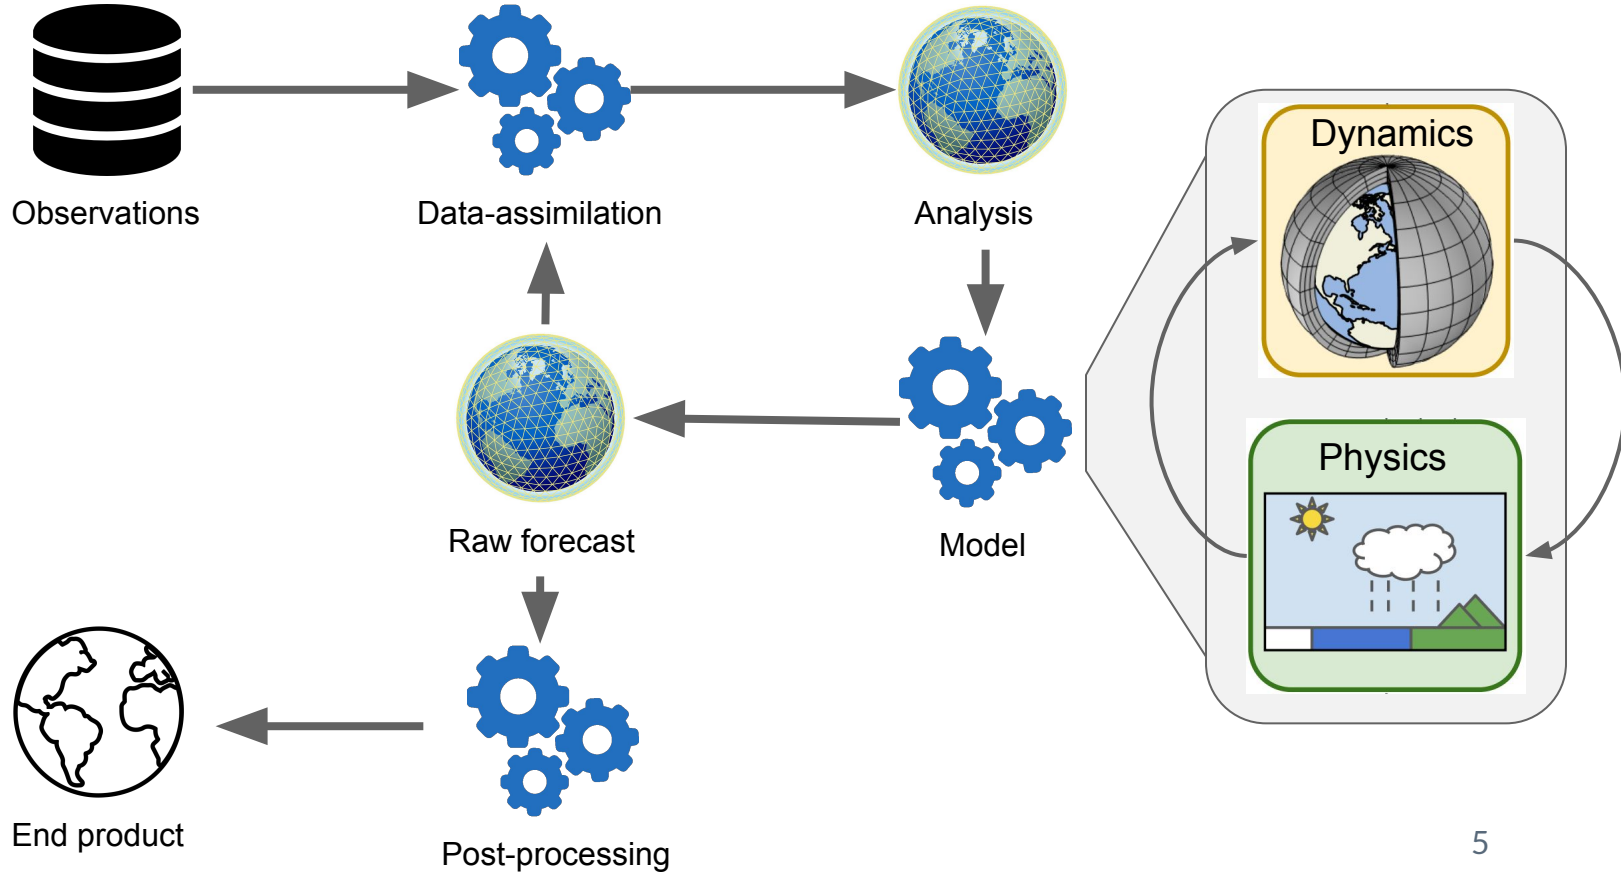 Observations
Data-assimilation
Analysis
Dynamics
Physics
Raw forecast
Model
End product
Post-processing
5